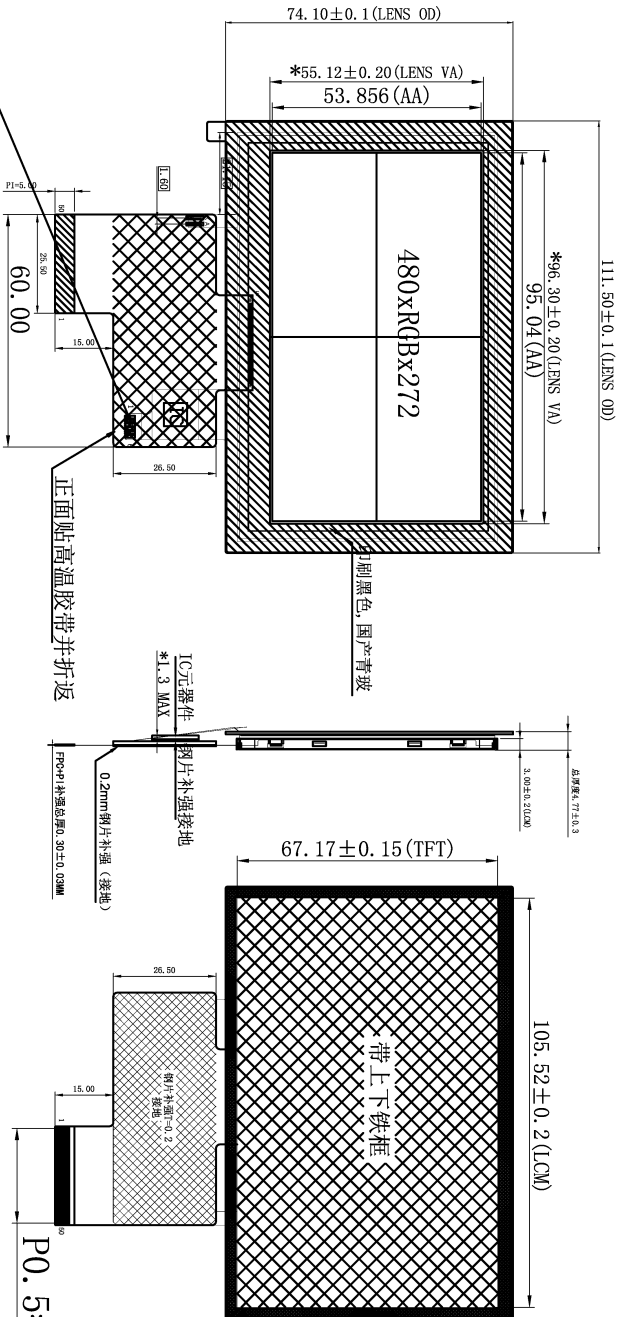 74.10±0.1(LENS OD)
*55.12±0.20(LENS VA)
53.856(AA)
111.50±0.1(LENS OD)
*96.30±0.20(LENS VA)
95.04(AA)
480xRGBx272
1.60
PI=5.00
50
1
25.50
60.00
15.00
26.50
正面贴高温胶带并折返
印刷黑色,国产青玻
IC元器件
*1.3 MAX
钢片补强接地
0.2mm钢片补强（接地）
FPC+PI补强总厚0.30±0.03MM
3.00±0.2(LCM)
总厚度4.77±0.3
67.17±0.15(TFT)
105.52±0.2(LCM)
带上下铁框
26.50
钢片补强T=0.2
接地
15.00
1
50
P0.5